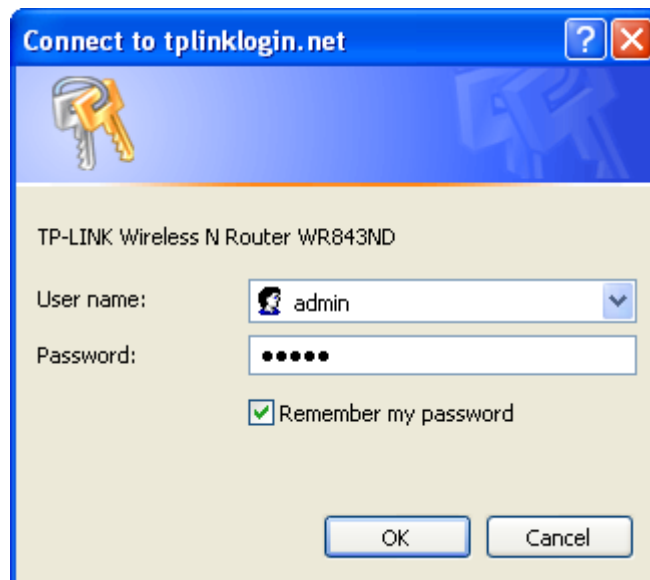 Connect to tplinklogin.net
TP-LINK Wireless N Router WR843ND
User name:
admin
Password:
•••••
Remember my password
OK
Cancel